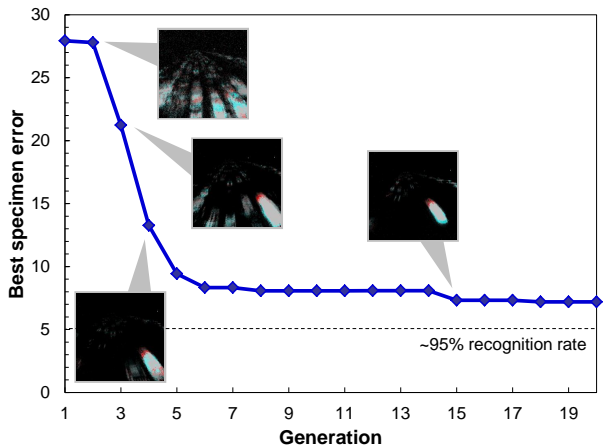 30
25
20
15
10
5
0
Best specimen error
~95% recognition rate
1 3 5 7 9 11 13 15 17 19
Generation